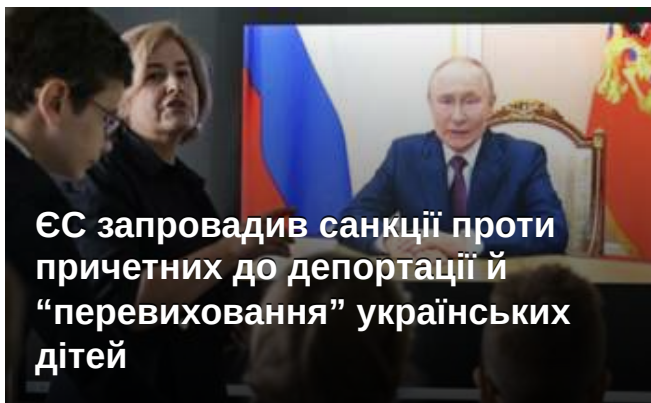 ЄС запровадив санкції проти
причетних до депортації й
“перевиховання” українських
дітей